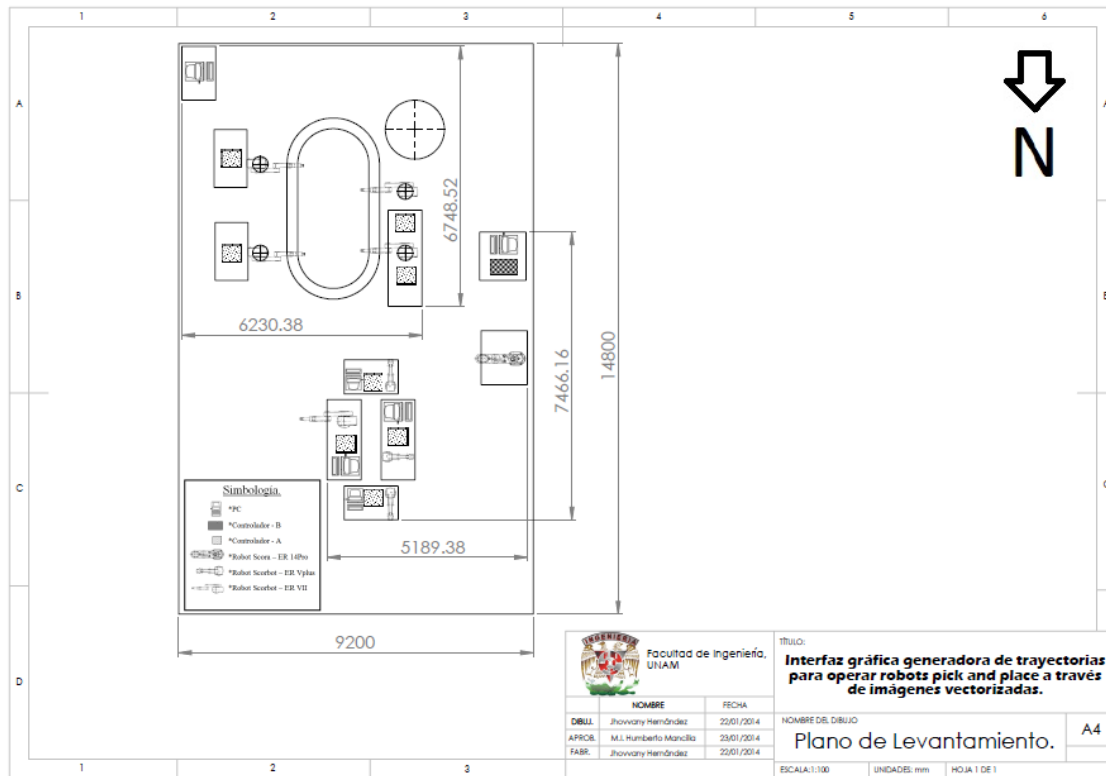 1 2 3 4 5 6
A
A
N
6748.52
B
B
6230.38
14800
7466.16
C
C
Simbología.
*PC
*Controlador - B
*Controlador - A
*Robot Scora - ER 14Pro
*Robot Scorbot - ER Vplus
*Robot Scorbot - ER VII
5189.38
9200
D
INGENIERIA
Facultad de Ingeniería,
UNAM
TÍTULO:
Interfaz gráfica generadora de trayectorias
para operar robots pick and place a través
de imágenes vectorizadas.
NOMBRE FECHA
DIBUJ. Jhovvany Hernández 22/01/2014
APROB. M.I. Humberto Mancilla 23/01/2014
FABR. Jhovvany Hernández 22/01/2014
NOMBRE DEL DIBUJO
Plano de Levantamiento.
A4
ESCALA:1:100 UNIDADES: mm HOJA 1 DE 1
1 2 3